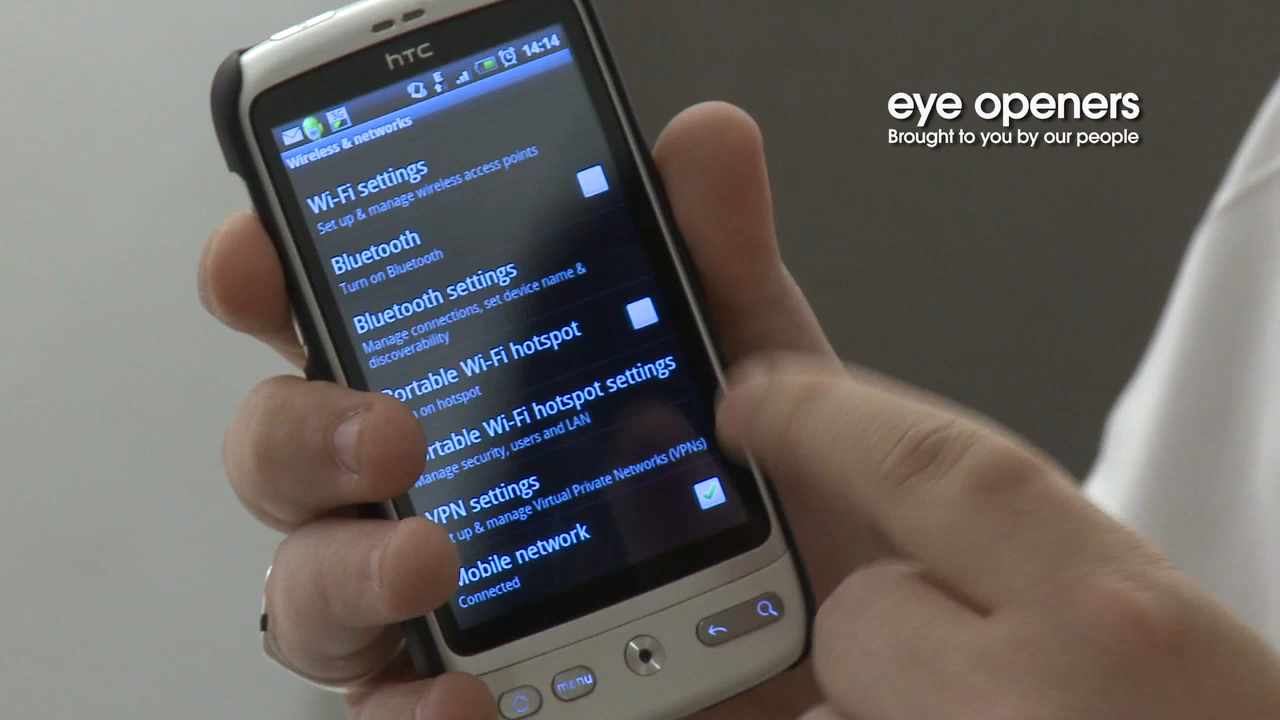 hTC
E
14:14
Wireless & networks
Wi-Fi settings
Set up & manage wireless access points
Bluetooth
Turn on Bluetooth
Bluetooth settings
Manage connections, set device name &
discoverability
Portable Wi-Fi hotspot
on hotspot
rtable Wi-Fi hotspot settings
Manage security, users and LAN
VPN settings
t up & manage Virtual Private Networks (VPNs)
Mobile network
Connected
menu
eye openers
Brought to you by our people